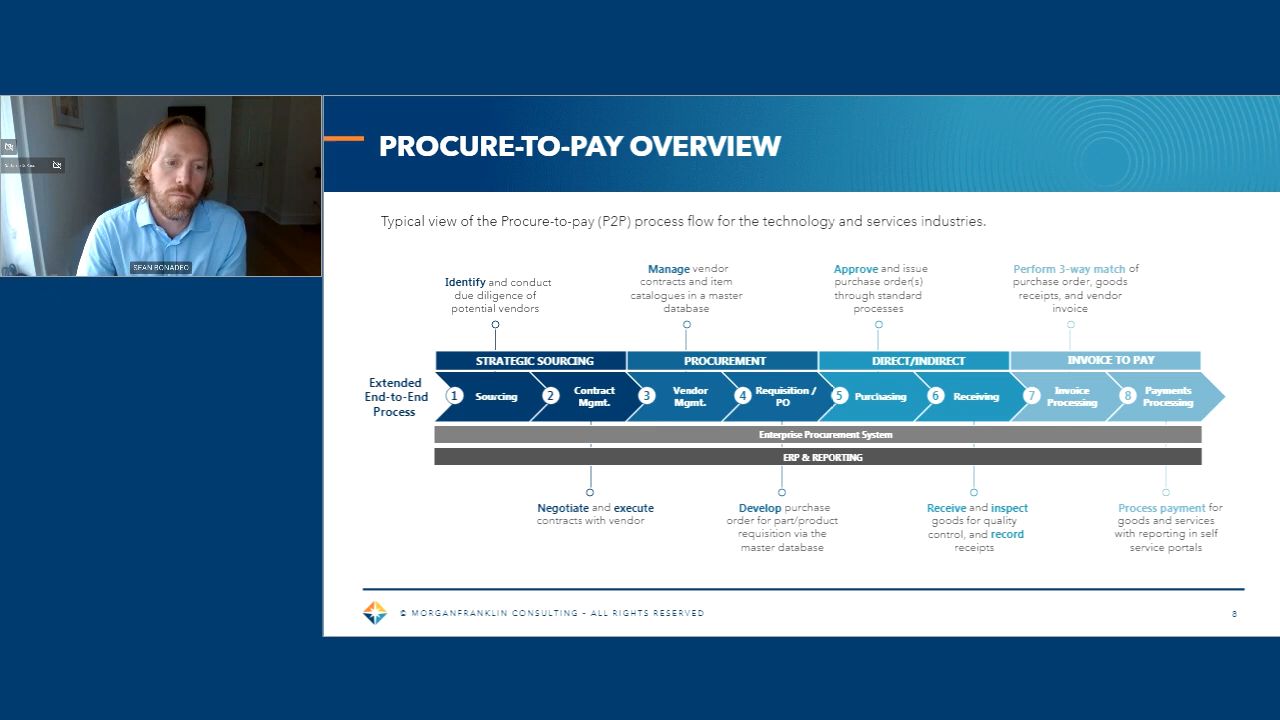 SEAN BONADEO
PROCURE-TO-PAY OVERVIEW
Typical view of the Procure-to-pay (P2P) process flow for the technology and services industries.
Identify and conduct
due diligence of
potential vendors
Manage vendor
contracts and item
catalogues in a master
database
Approve and issue
purchase order(s)
through standard
processes
Perform 3-way match of
purchase order, goods
receipts, and vendor
invoice
STRATEGIC SOURCING
PROCUREMENT
DIRECT/INDIRECT
INVOICE TO PAY
Extended
End-to-End
Process
1 Sourcing
2 Contract
Mgmt.
3 Vendor
Mgmt.
4 Requisition /
PO
5 Purchasing
6 Receiving
7 Invoice
Processing
8 Payments
Processing
Enterprise Procurement System
ERP & REPORTING
Negotiate and execute
contracts with vendor
Develop purchase
order for part/product
requisition via the
master database
Receive and inspect
goods for quality
control, and record
receipts
Process payment for
goods and services
with reporting in self
service portals
© MORGANFRANKLIN CONSULTING - ALL RIGHTS RESERVED
8